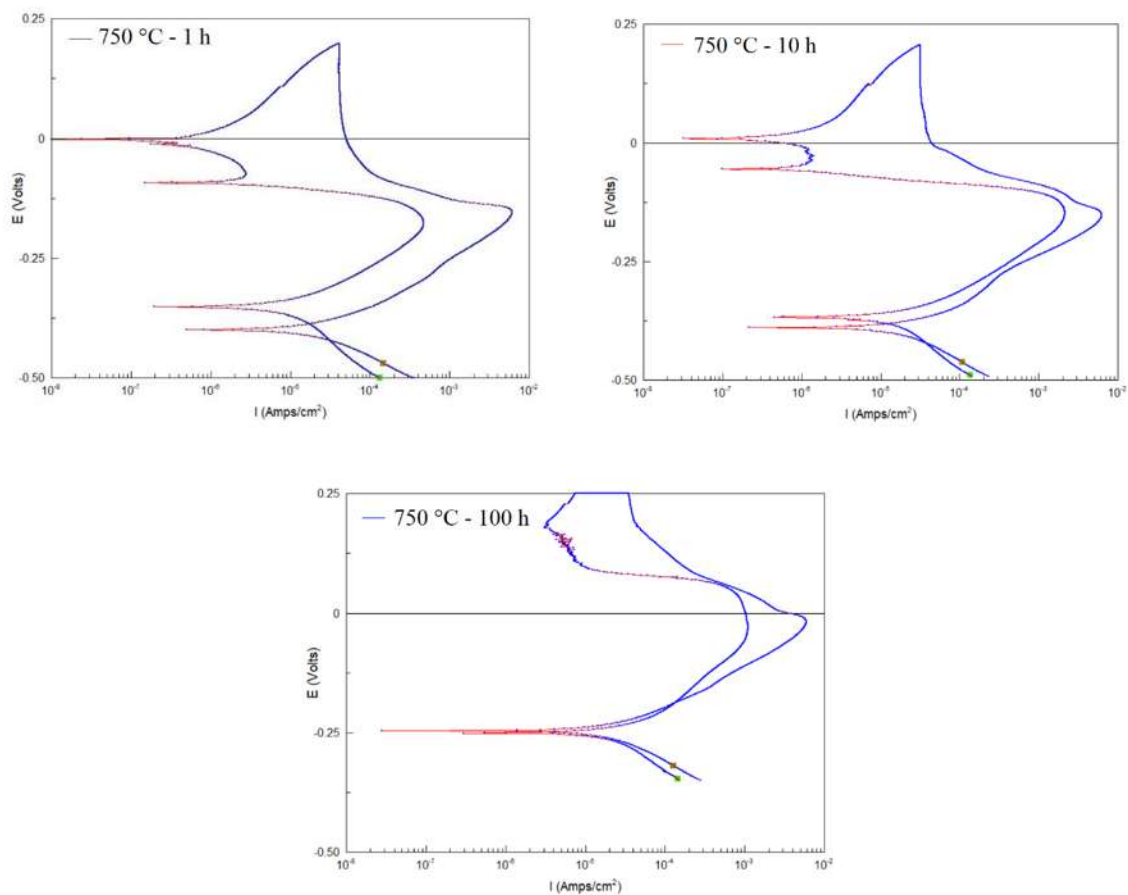 0.25
750 °C - 1 h
0
E (Volts)
-0.25
-0.50
10⁻⁸ 10⁻⁷ 10⁻⁶ 10⁻⁵ 10⁻⁴ 10⁻³ 10⁻²
I (Amps/cm²)
0.25
750 °C - 10 h
0
E (Volts)
-0.25
-0.50
10⁻⁸ 10⁻⁷ 10⁻⁶ 10⁻⁵ 10⁻⁴ 10⁻³ 10⁻²
I (Amps/cm²)
0.25
750 °C - 100 h
0
E (Volts)
-0.25
-0.50
10⁻⁸ 10⁻⁷ 10⁻⁶ 10⁻⁵ 10⁻⁴ 10⁻³ 10⁻²
I (Amps/cm²)